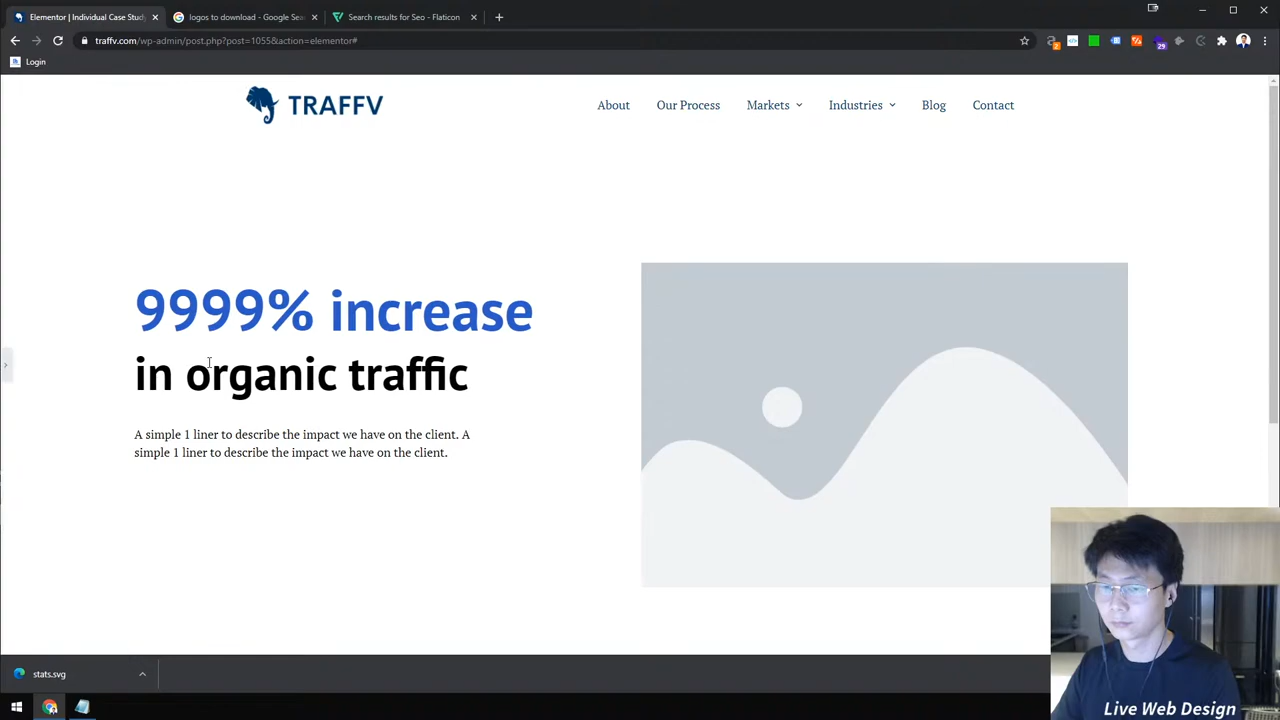 Elementor | Individual Case Stud
logos to download - Google Sea
Search results for Seo - Flaticon
traffv.com/wp-admin/post.php?post=1055&action=elementor#
2
29
Login
TRAFFV
About
Our Process
Markets
Industries
Blog
Contact
9999% increase
in organic traffic
A simple 1 liner to describe the impact we have on the client. A
simple 1 liner to describe the impact we have on the client.
stats.svg
Live Web Design